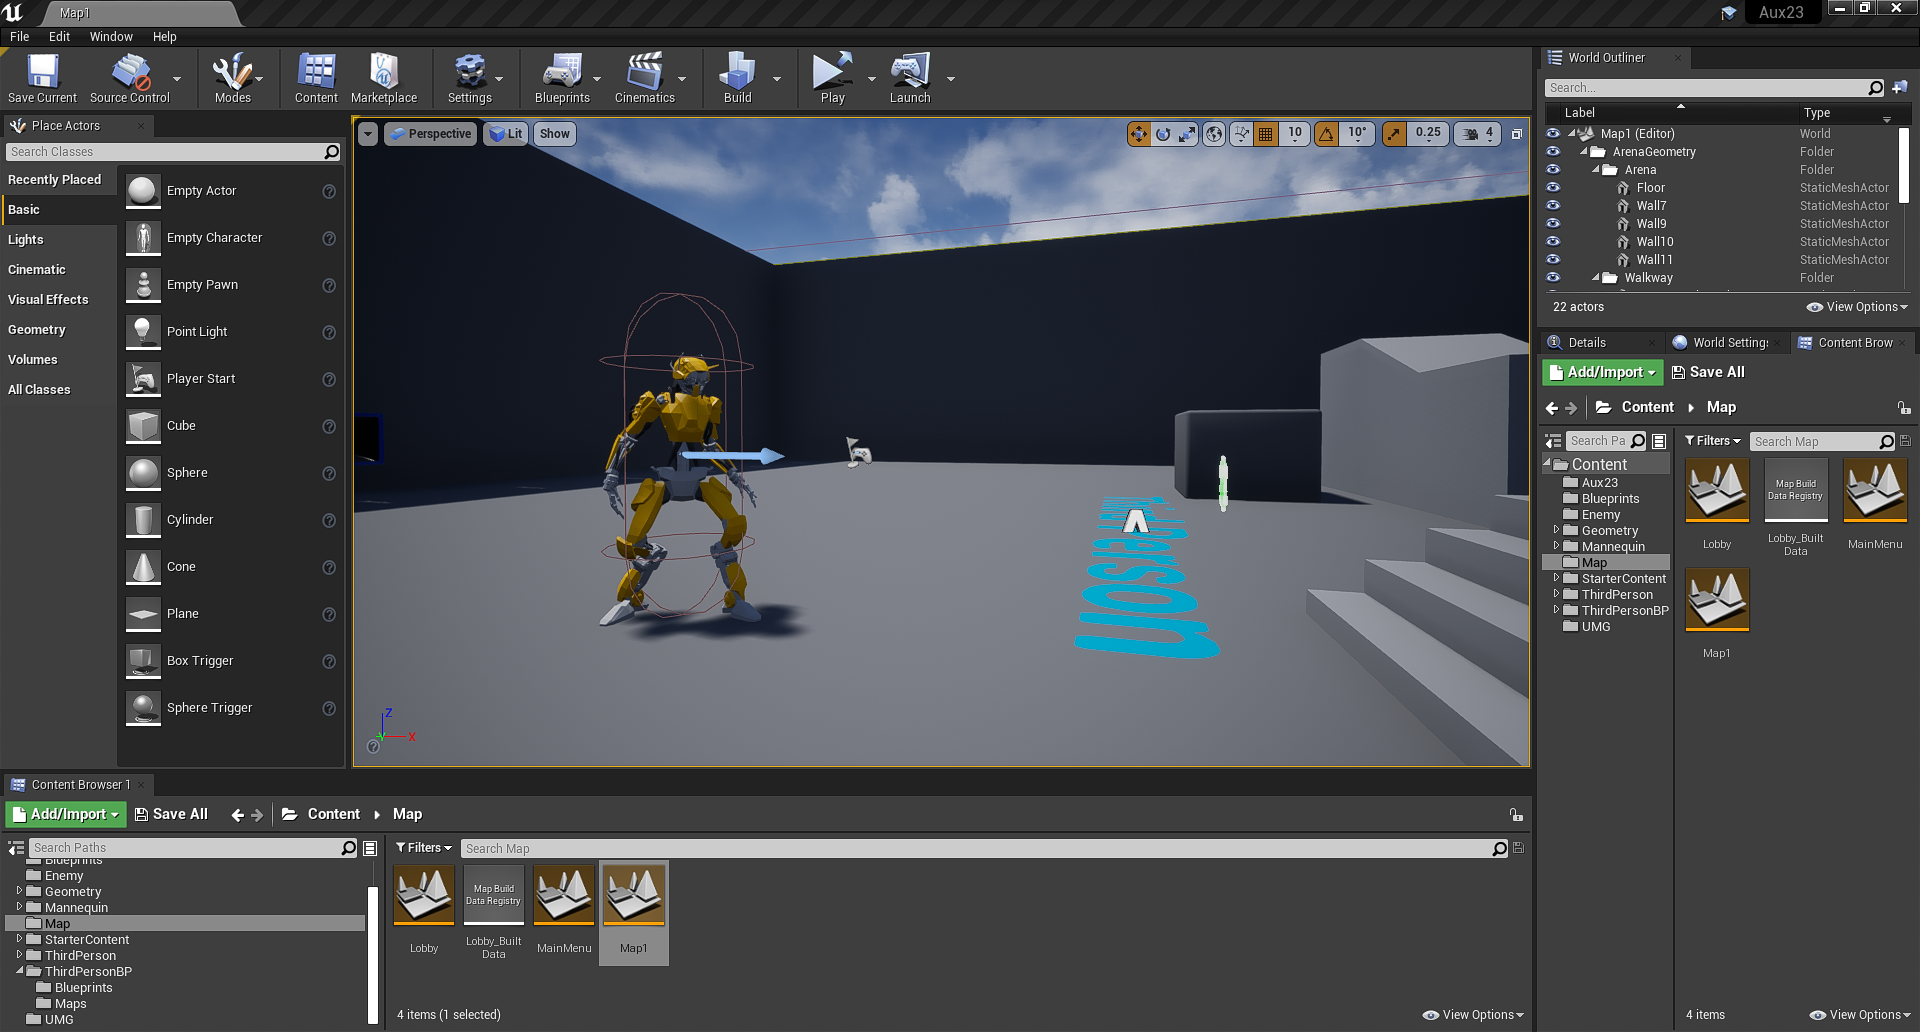 Map1
Aux23
File Edit Window Help
Save Current
Source Control
Modes
Content
Marketplace
Settings
Blueprints
Cinematics
Build
Play
Launch
Place Actors
Search Classes
Recently Placed
Basic
Lights
Cinematic
Visual Effects
Geometry
Volumes
All Classes
Empty Actor
Empty Character
Empty Pawn
Point Light
Player Start
Cube
Sphere
Cylinder
Cone
Plane
Box Trigger
Sphere Trigger
Perspective Lit Show
10 10° 0.25 4
Z
X
World Outliner
Search...
Label Type
Map1 (Editor) World
ArenaGeometry Folder
Arena Folder
Floor StaticMeshActor
Wall7 StaticMeshActor
Wall9 StaticMeshActor
Wall10 StaticMeshActor
Wall11 StaticMeshActor
Walkway Folder
22 actors
View Options
Details
World Settings
Content Brow
Add/Import
Save All
Content Map
Search Pa
Filters
Search Map
Content
Aux23
Blueprints
Enemy
Geometry
Mannequin
Map
StarterContent
ThirdPerson
ThirdPersonBP
UMG
Map Build
Data Registry
Lobby
Lobby_Built
Data
MainMenu
Map1
4 items
View Options
Content Browser 1
Add/Import
Save All
Content Map
Search Paths
Blueprints
Enemy
Geometry
Mannequin
Map
StarterContent
ThirdPerson
ThirdPersonBP
Blueprints
Maps
UMG
Filters
Search Map
Map Build
Data Registry
Lobby
Lobby_Built
Data
MainMenu
Map1
4 items (1 selected)
View Options